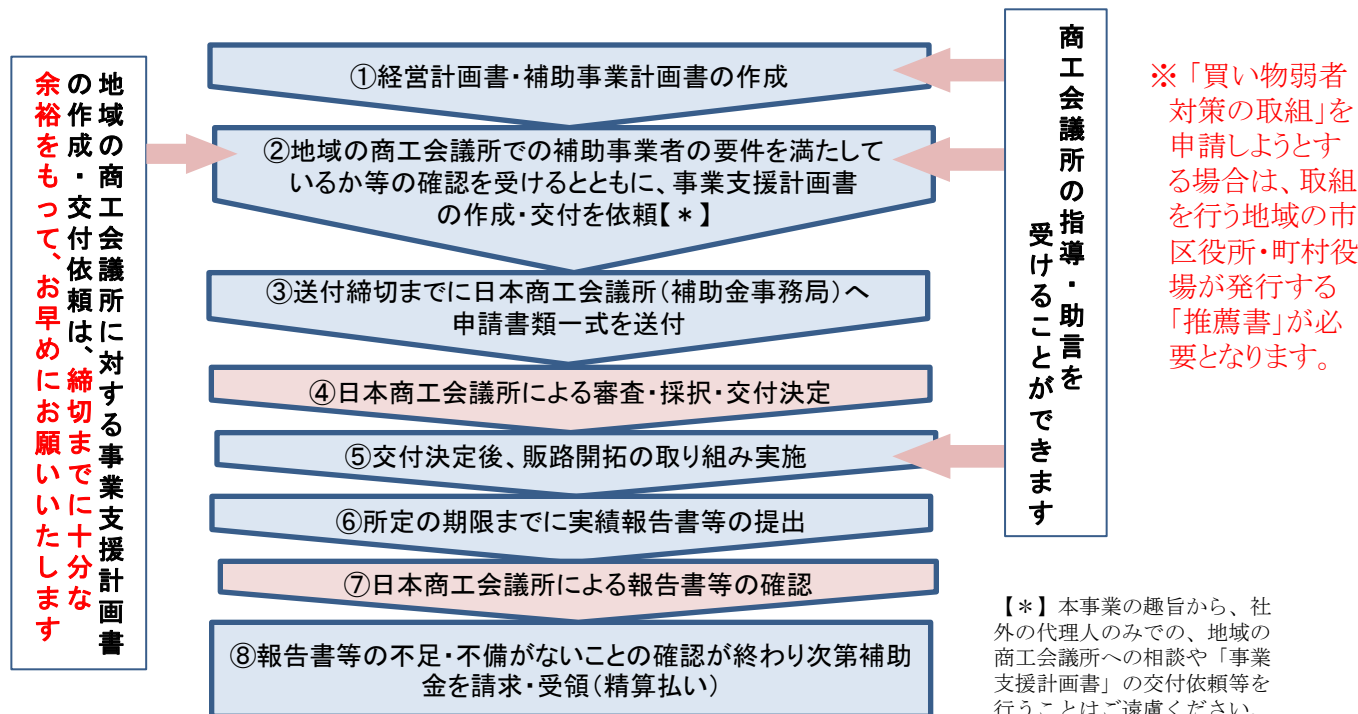 地域の商工会議所に対する事業支援計画書
の作成・交付依頼は、締切までに十分な
余裕をもって、お早めにお願いいたします
①経営計画書・補助事業計画書の作成
②地域の商工会議所での補助事業者の要件を満たして
いるか等の確認を受けるとともに、事業支援計画書
の作成・交付を依頼【＊】
③送付締切までに日本商工会議所（補助金事務局）へ
申請書類一式を送付
④日本商工会議所による審査・採択・交付決定
⑤交付決定後、販路開拓の取り組み実施
⑥所定の期限までに実績報告書等の提出
⑦日本商工会議所による報告書等の確認
⑧報告書等の不足・不備がないことの確認が終わり次第補助
金を請求・受領（精算払い）
商工会議所の指導・助言を
受けることができます
※「買い物弱者
対策の取組」を
申請しようとす
る場合は、取組
を行う地域の市
区役所・町村役
場が発行する
「推薦書」が必
要となります。
【＊】本事業の趣旨から、社
外の代理人のみでの、地域の
商工会議所への相談や「事業
支援計画書」の交付依頼等を
行うことはご遠慮ください。